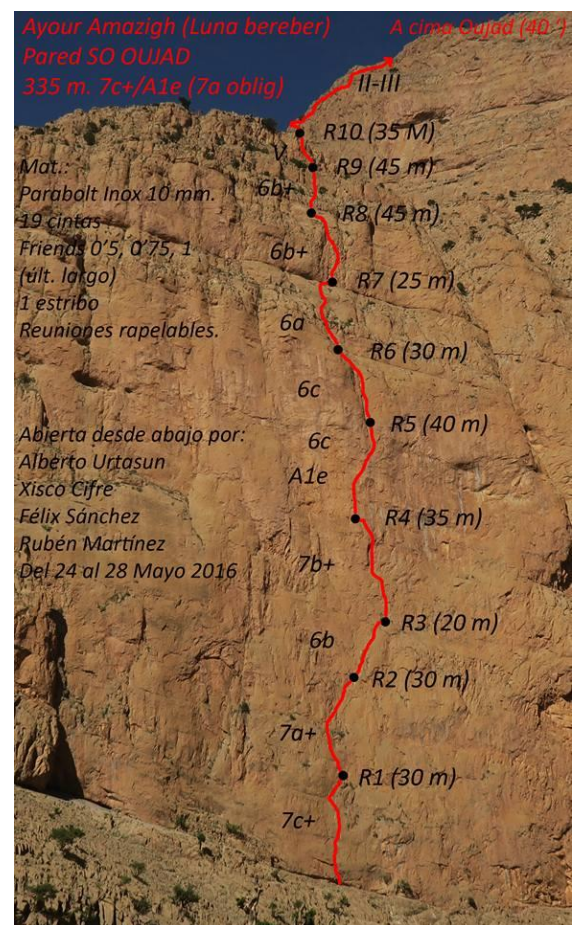 Ayour Amazigh (Luna bereber)
Pared SO OUJAD
335 m. 7c+/A1e (7a oblig)
A cima Oujad (40 ')
II-III
R10 (35 M)
V
R9 (45 m)
6b+
R8 (45 m)
6b+
R7 (25 m)
6a
R6 (30 m)
6c
R5 (40 m)
6c
A1e
R4 (35 m)
7b+
R3 (20 m)
6b
R2 (30 m)
7a+
R1 (30 m)
7c+
Mat.:
Parabolt Inox 10 mm.
19 cintas
Friends 0'5, 0'75, 1
(últ. largo)
1 estribo
Reuniones rapelables.
Abierta desde abajo por:
Alberto Urtasun
Xisco Cifre
Félix Sánchez
Rubén Martínez
Del 24 al 28 Mayo 2016